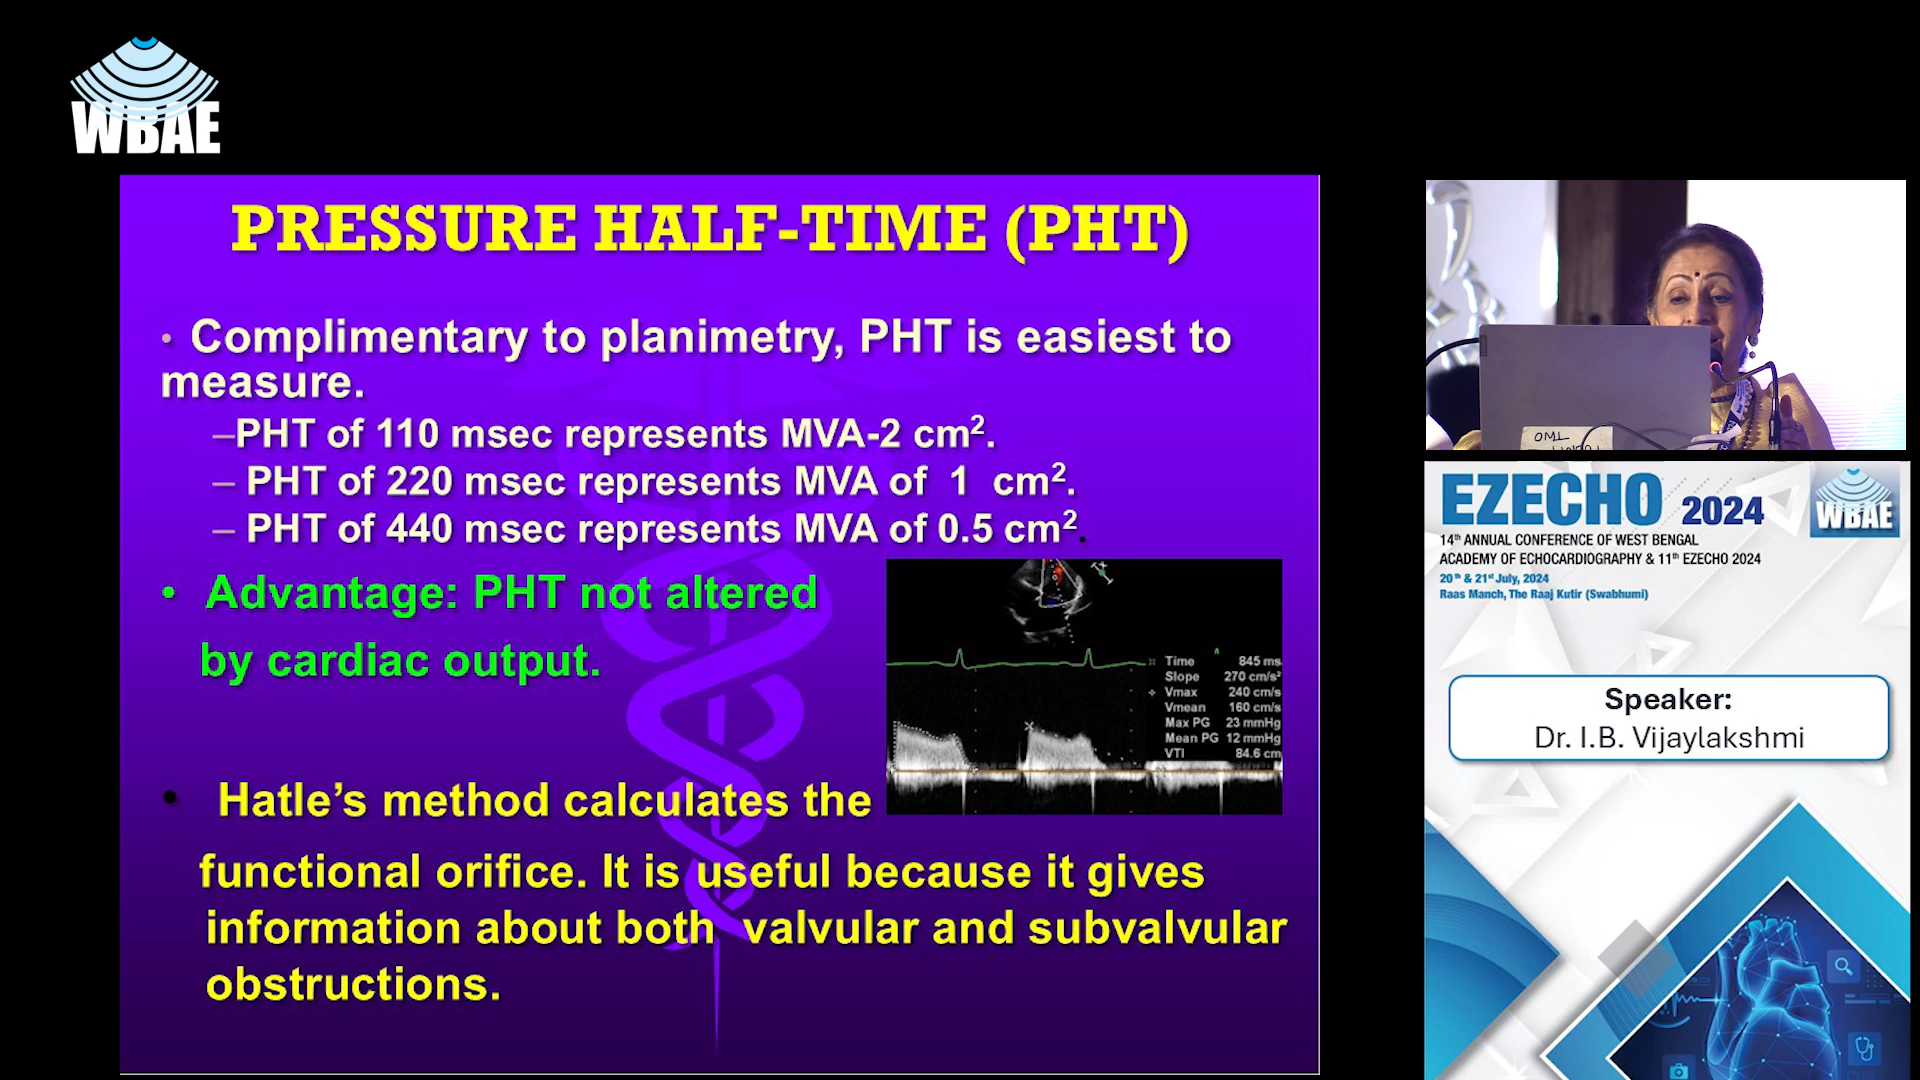 WBAE
PRESSURE HALF-TIME (PHT)
• Complimentary to planimetry, PHT is easiest to
measure.
–PHT of 110 msec represents MVA-2 cm².
– PHT of 220 msec represents MVA of 1 cm².
– PHT of 440 msec represents MVA of 0.5 cm².
• Advantage: PHT not altered
by cardiac output.
Time 845 ms
Slope 270 cm/s²
Vmax 240 cm/s
Vmean 160 cm/s
Max PG 23 mmHg
Mean PG 12 mmHg
VTI 84.6 cm
• Hatle’s method calculates the
functional orifice. It is useful because it gives
information about both valvular and subvalvular
obstructions.
EZECHO 2024
WBAE
14th ANNUAL CONFERENCE OF WEST BENGAL
ACADEMY OF ECHOCARDIOGRAPHY & 11th EZECHO 2024
20th & 21st July, 2024
Raas Manch, The Raaj Kutir (Swabhumi)
Speaker:
Dr. I.B. Vijaylakshmi